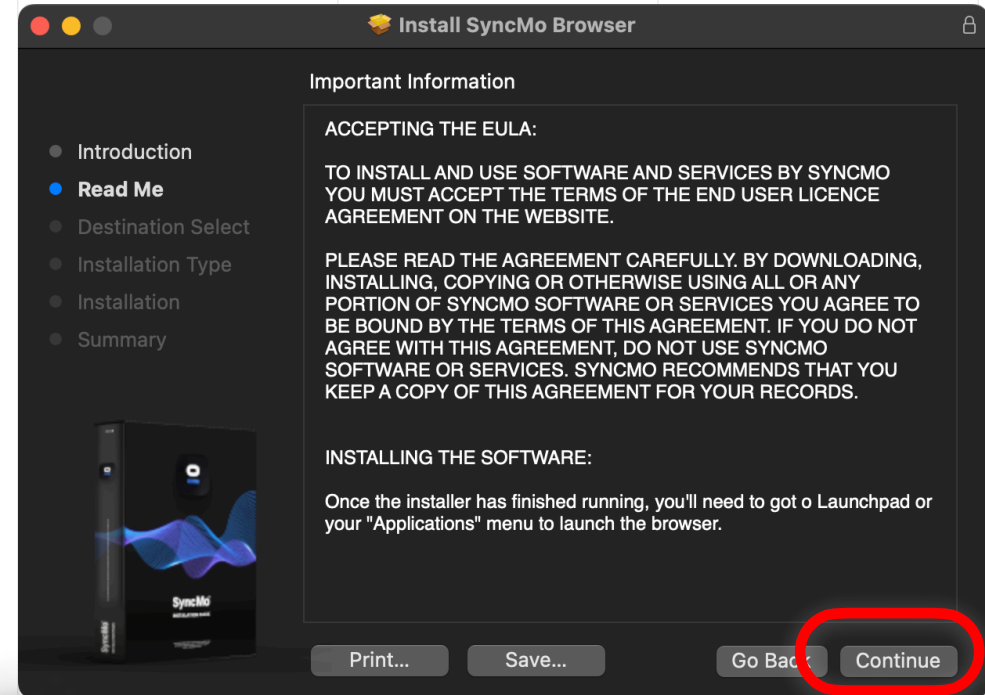 Install SyncMo Browser
Important Information
Introduction
Read Me
Destination Select
Installation Type
Installation
Summary
ACCEPTING THE EULA:
TO INSTALL AND USE SOFTWARE AND SERVICES BY SYNCMO
YOU MUST ACCEPT THE TERMS OF THE END USER LICENCE
AGREEMENT ON THE WEBSITE.
PLEASE READ THE AGREEMENT CAREFULLY. BY DOWNLOADING,
INSTALLING, COPYING OR OTHERWISE USING ALL OR ANY
PORTION OF SYNCMO SOFTWARE OR SERVICES YOU AGREE TO
BE BOUND BY THE TERMS OF THIS AGREEMENT. IF YOU DO NOT
AGREE WITH THIS AGREEMENT, DO NOT USE SYNCMO
SOFTWARE OR SERVICES. SYNCMO RECOMMENDS THAT YOU
KEEP A COPY OF THIS AGREEMENT FOR YOUR RECORDS.
INSTALLING THE SOFTWARE:
Once the installer has finished running, you'll need to got o Launchpad or
your "Applications" menu to launch the browser.
SyncMo
SyncMo
Print...
Save...
Go Back
Continue